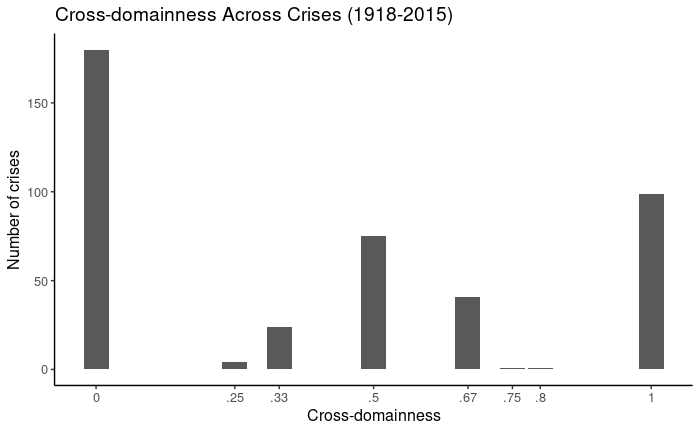 Cross-domainness Across Crises (1918-2015)
Number of crises
150
100
50
0
0 .25 .33 .5 .67 .75 .8 1
Cross-domainness